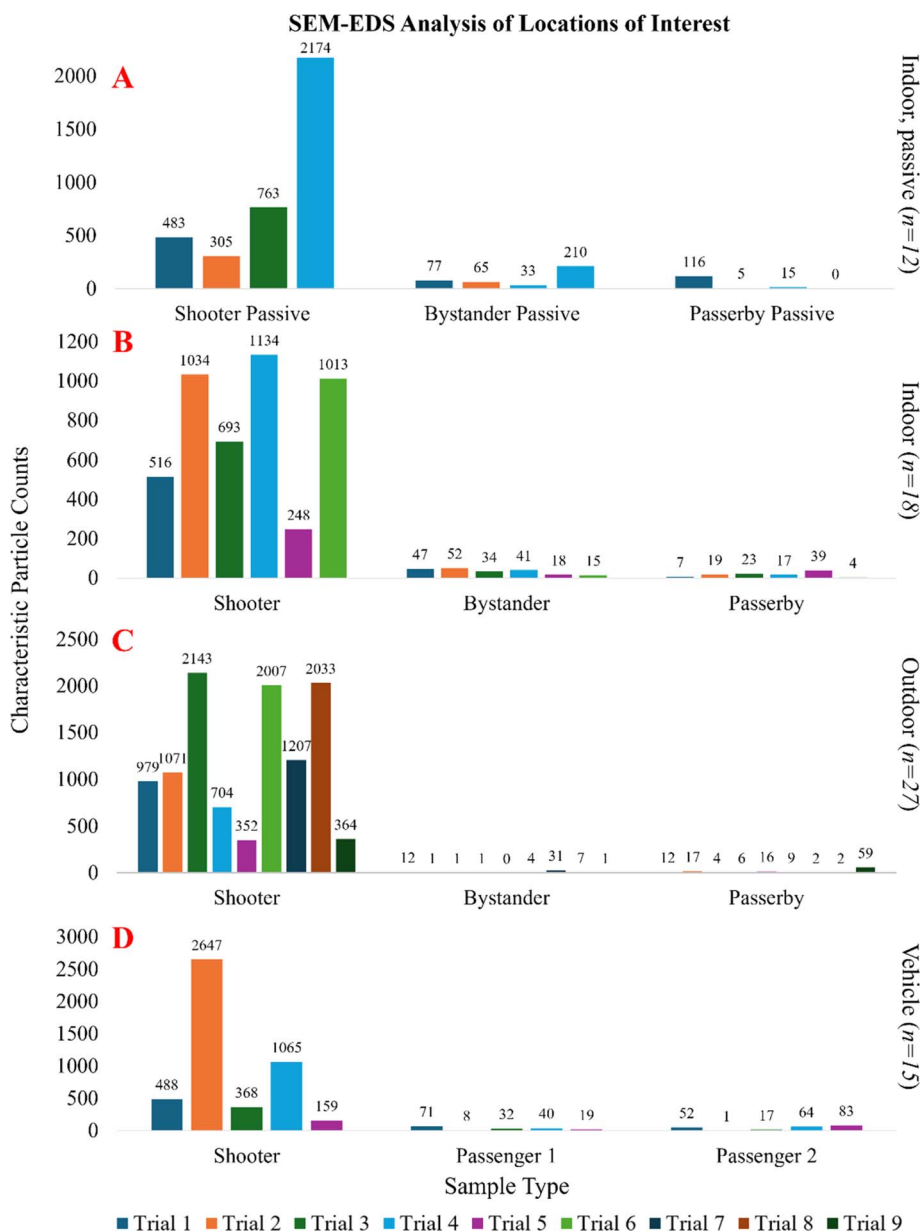 SEM-EDS Analysis of Locations of Interest
Characteristic Particle Counts
A
2000
1500
1000
500
0
483 305 763 2174
77 65 33 210
116 5 15 0
Shooter Passive Bystander Passive Passerby Passive
Indoor, passive (n=12)
B
1200
1000
800
600
400
200
0
516 1034 693 1134 248 1013
47 52 34 41 18 15
7 19 23 17 39 4
Shooter Bystander Passerby
Indoor (n=18)
C
2500
2000
1500
1000
500
0
979 1071 2143 704 352 2007 1207 2033 364
12 1 1 1 0 4 31 7 1
12 17 4 6 16 9 2 2 59
Shooter Bystander Passerby
Outdoor (n=27)
D
3000
2500
2000
1500
1000
500
0
488 2647 368 1065 159
71 8 32 40 19
52 1 17 64 83
Shooter Passenger 1 Passenger 2
Vehicle (n=15)
Sample Type
Trial 1 Trial 2 Trial 3 Trial 4 Trial 5 Trial 6 Trial 7 Trial 8 Trial 9